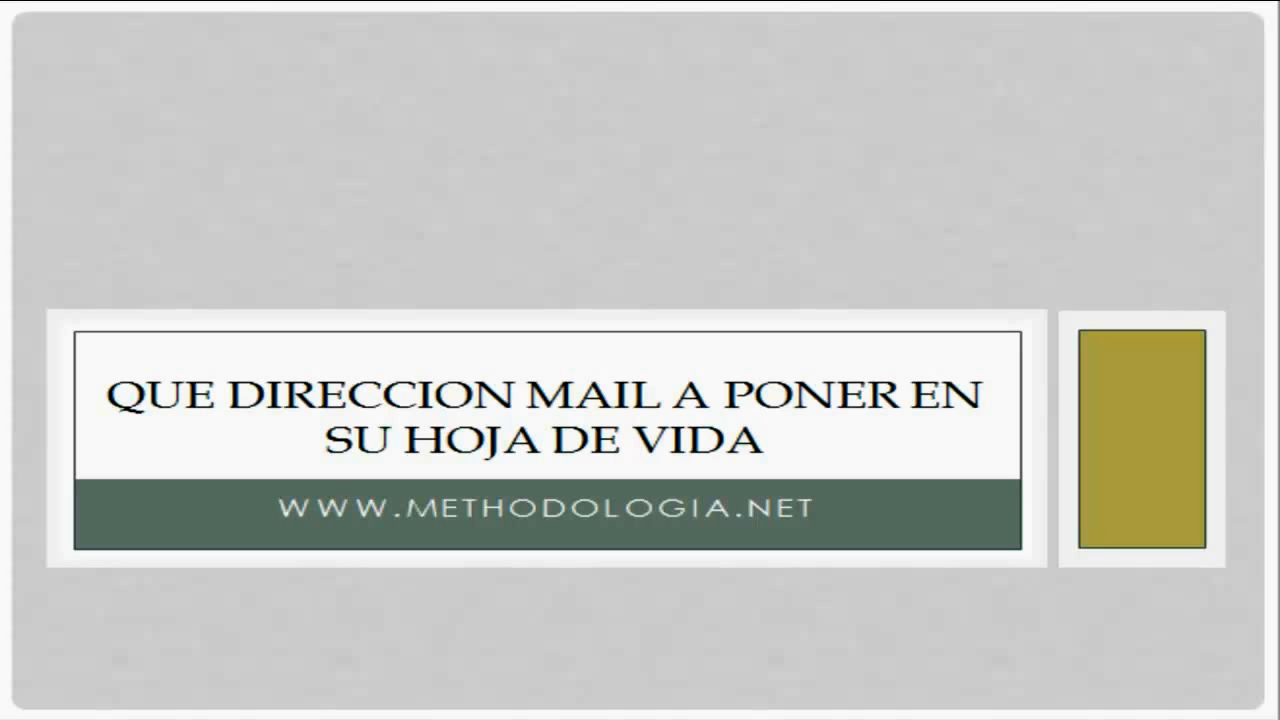 QUE DIRECCION MAIL A PONER EN
SU HOJA DE VIDA
WWW.METHODOLOGIA.NET